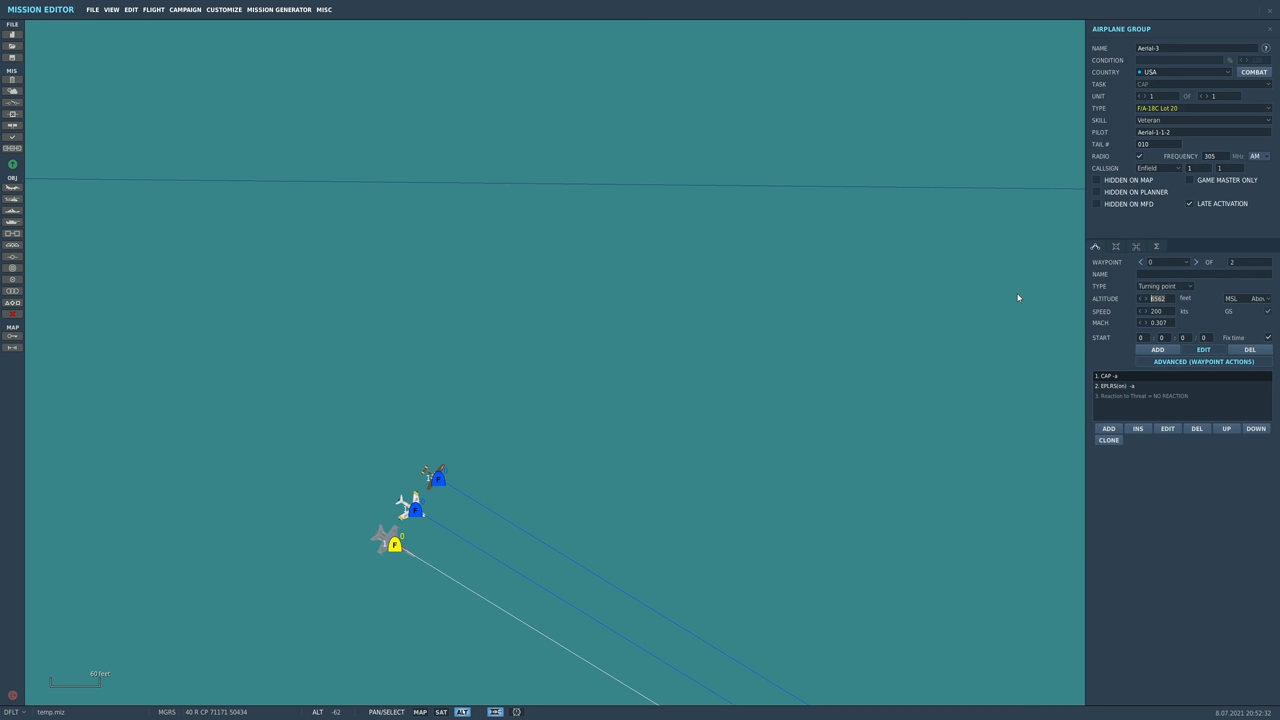 MISSION EDITOR FILE VIEW EDIT FLIGHT CAMPAIGN CUSTOMIZE MISSION GENERATOR MISC
FILE
MIS
OBJ
MAP
AIRPLANE GROUP
NAME Aerial-3 ?
CONDITION %
COUNTRY USA COMBAT
TASK CAP
UNIT 1 OF 1
TYPE F/A-18C Lot 20
SKILL Veteran
PILOT Aerial-1-1-2
TAIL # 010
RADIO FREQUENCY 305 MHz AM
CALLSIGN Enfield 1 1
HIDDEN ON MAP GAME MASTER ONLY
HIDDEN ON PLANNER
HIDDEN ON MFD LATE ACTIVATION
WAYPOINT 0 OF 2
NAME
TYPE Turning point
ALTITUDE 6562 feet MSL
SPEED 200 kts GS
MACH 0.307
START 0 : 0 : 0 / 0 Fix time
ADD EDIT DEL
ADVANCED (WAYPOINT ACTIONS)
1. CAP -a
2. EPLRS(on) -a
3. Reaction to Threat = NO REACTION
ADD INS EDIT DEL UP DOWN
CLONE
F
F
1 F 0
60 feet
DFLT temp.miz MGRS 40 R CP 71171 50434 ALT -62 PAN/SELECT MAP SAT ALT 8.07.2021 20:52:32